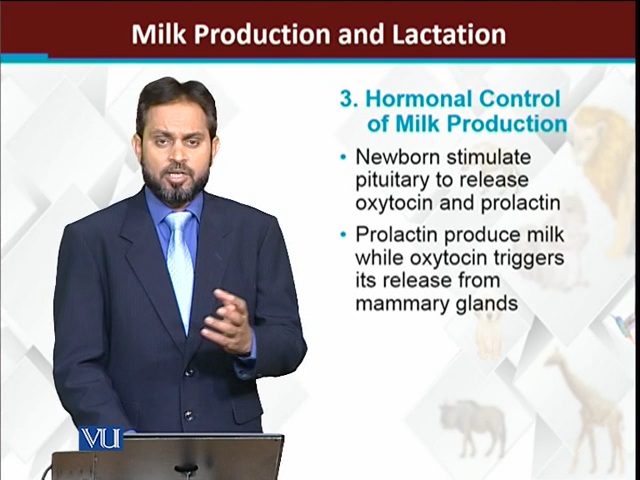 Milk Production and Lactation
3. Hormonal Control
of Milk Production
• Newborn stimulate
pituitary to release
oxytocin and prolactin
• Prolactin produce milk
while oxytocin triggers
its release from
mammary glands
VU